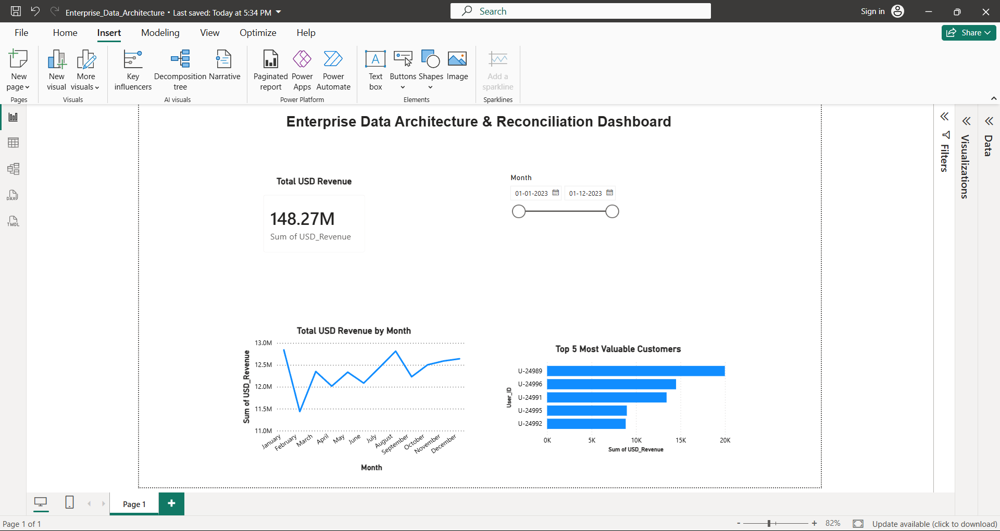 Enterprise_Data_Architecture • Last saved: Today at 5:34 PM
Search
Sign in
File Home Insert Modeling View Optimize Help
Share
New page
New visual
More visuals
Key influencers
Decomposition tree
Narrative
Paginated report
Power Apps
Power Automate
A
Text box
Buttons
Shapes
Image
Add a sparkline
Pages
Visuals
AI visuals
Power Platform
Elements
Sparklines
DAX
TMDL
Enterprise Data Architecture & Reconciliation Dashboard
Total USD Revenue
148.27M
Sum of USD_Revenue
Month
01-01-2023
01-12-2023
Total USD Revenue by Month
Sum of USD_Revenue
13.0M
12.5M
12.0M
11.5M
11.0M
January
February
March
April
May
June
July
August
September
October
November
December
Month
Top 5 Most Valuable Customers
User_ID
U-24989
U-24996
U-24991
U-24995
U-24992
0K 5K 10K 15K 20K
Sum of USD_Revenue
Filters
Visualizations
Data
Page 1
+
Page 1 of 1
- + 82%
Update available (click to download)